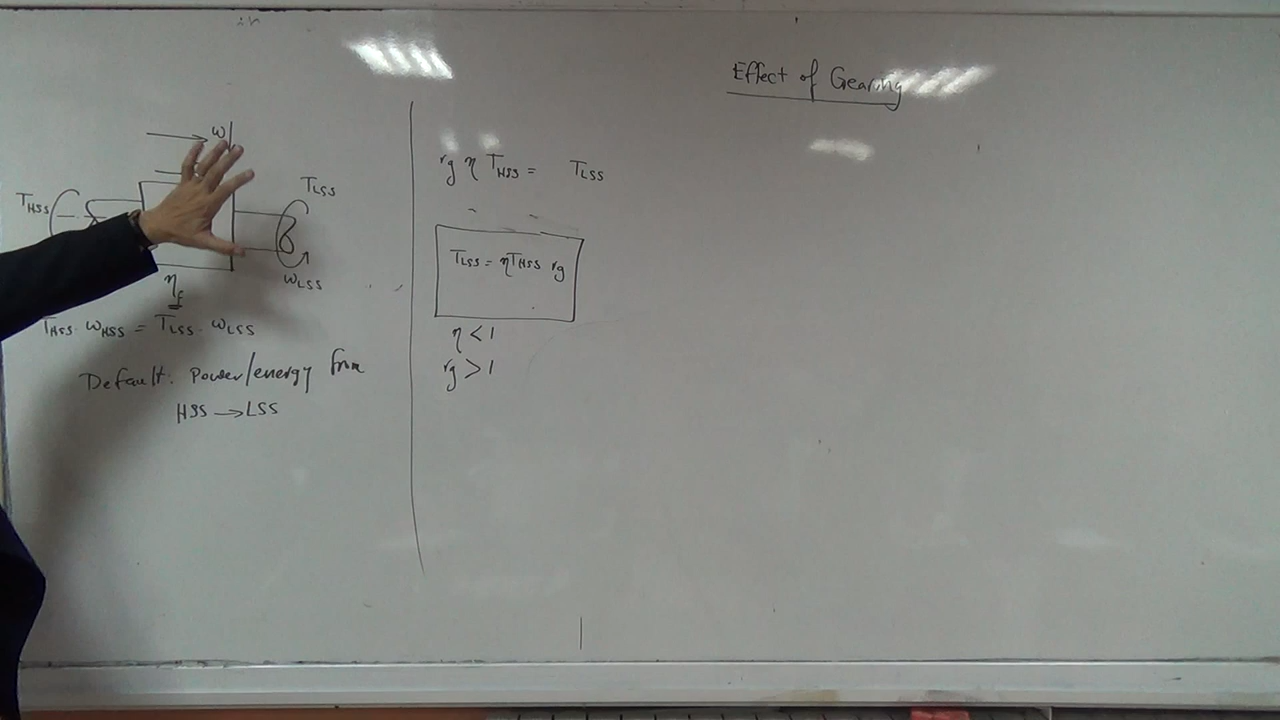 Effect of Gearing
ω
T_HSS
T_LSS
ω_LSS
η_f
T_HSS · ω_HSS = T_LSS · ω_LSS
Default: Power/energy from
HSS → LSS
rg η T_HSS = T_LSS
T_LSS = η T_HSS rg
η < 1
rg > 1